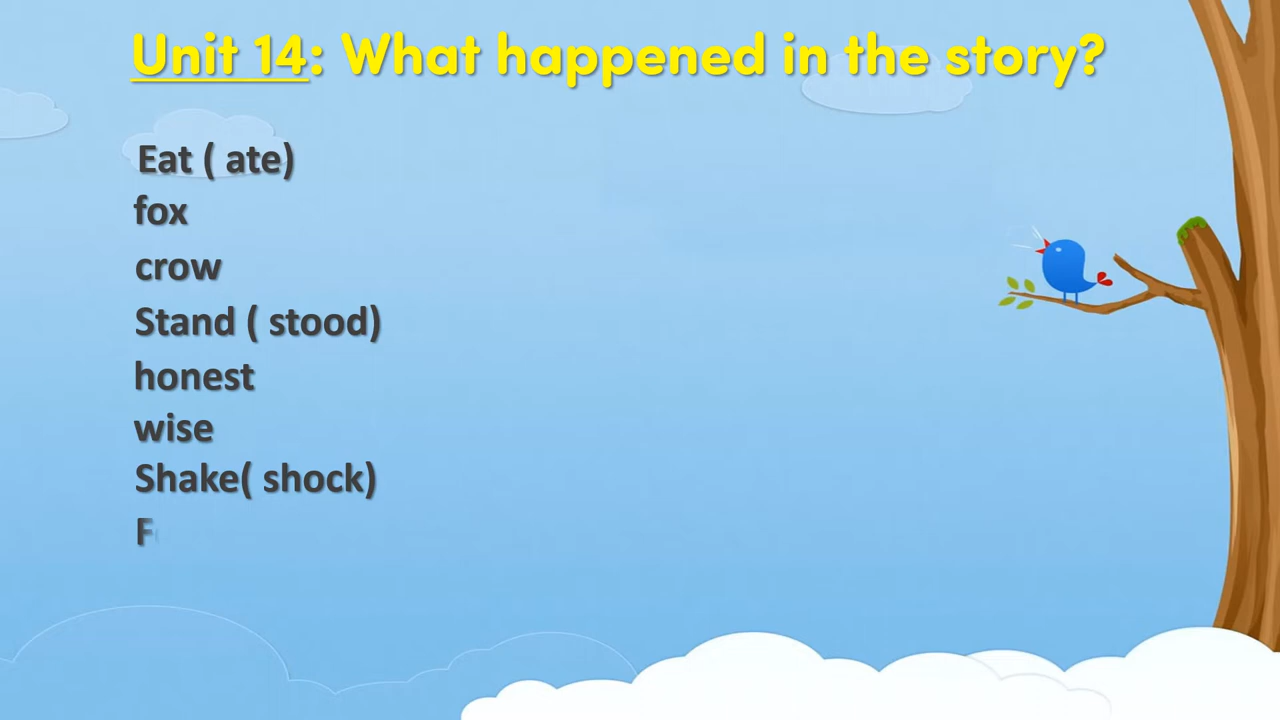 Unit 14: What happened in the story?
Eat ( ate)
fox
crow
Stand ( stood)
honest
wise
Shake( shock)
F